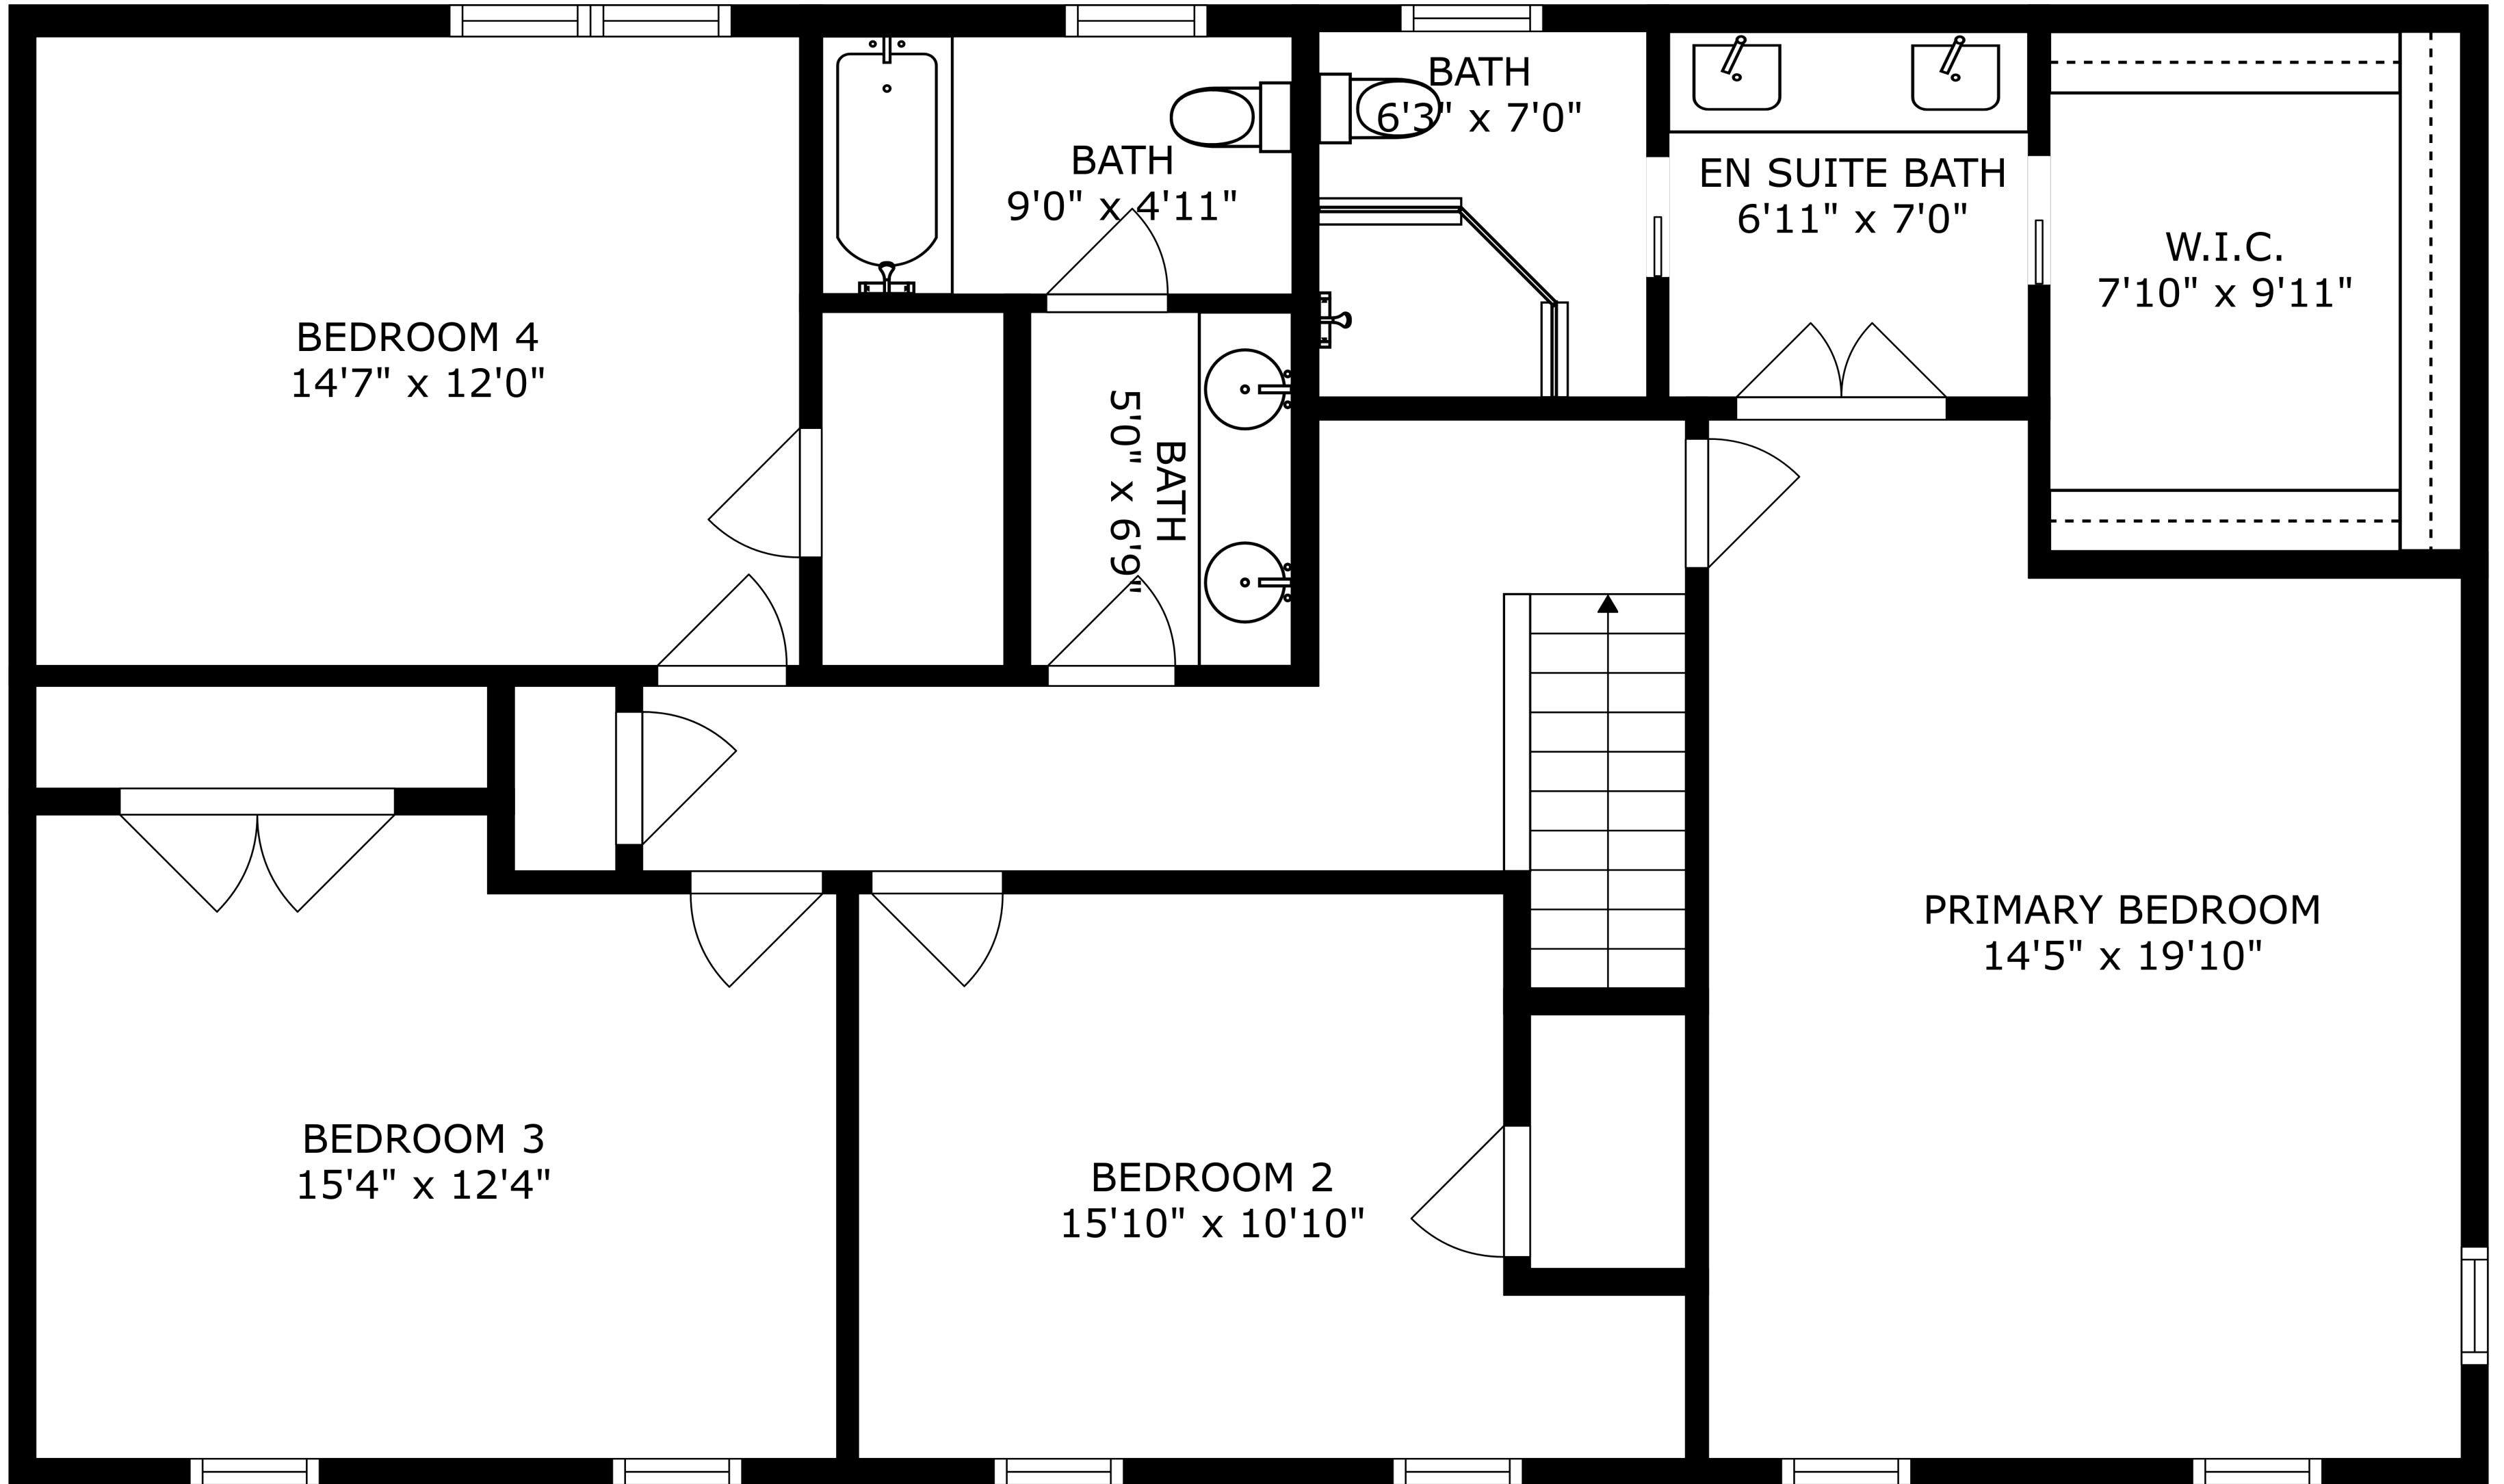 BATH
6'3" x 7'0"
BATH
9'0" x 4'11"
EN SUITE BATH
6'11" x 7'0"
W.I.C.
7'10" x 9'11"
BEDROOM 4
14'7" x 12'0"
BATH
5'0" x 6'9"
PRIMARY BEDROOM
14'5" x 19'10"
BEDROOM 3
15'4" x 12'4"
BEDROOM 2
15'10" x 10'10"